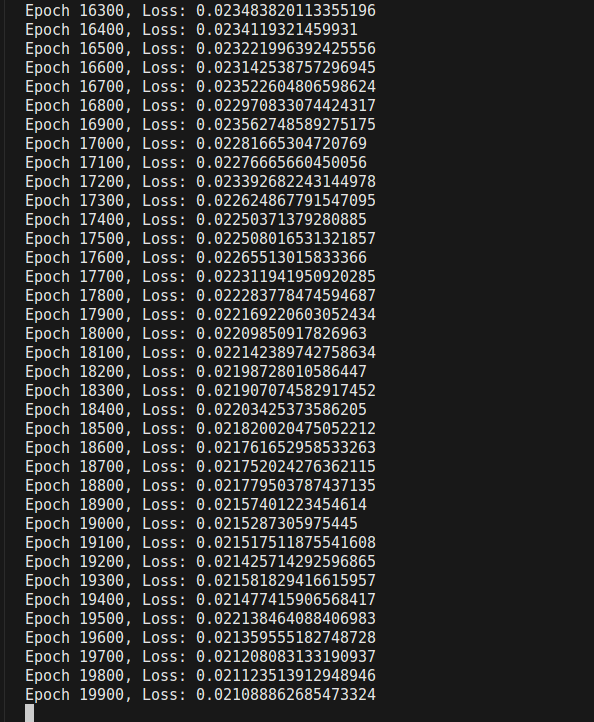 Epoch 16300, Loss: 0.023483820113355196
Epoch 16400, Loss: 0.0234119321459931
Epoch 16500, Loss: 0.023221996392425556
Epoch 16600, Loss: 0.023142538757296945
Epoch 16700, Loss: 0.023522604806598624
Epoch 16800, Loss: 0.022970833074424317
Epoch 16900, Loss: 0.023562748589275175
Epoch 17000, Loss: 0.02281665304720769
Epoch 17100, Loss: 0.02276665660450056
Epoch 17200, Loss: 0.023392682243144978
Epoch 17300, Loss: 0.022624867791547095
Epoch 17400, Loss: 0.02250371379280885
Epoch 17500, Loss: 0.022508016531321857
Epoch 17600, Loss: 0.02265513015833366
Epoch 17700, Loss: 0.022311941950920285
Epoch 17800, Loss: 0.022283778474594687
Epoch 17900, Loss: 0.022169220603052434
Epoch 18000, Loss: 0.02209850917826963
Epoch 18100, Loss: 0.022142389742758634
Epoch 18200, Loss: 0.02198728010586447
Epoch 18300, Loss: 0.021907074582917452
Epoch 18400, Loss: 0.02203425373586205
Epoch 18500, Loss: 0.021820020475052212
Epoch 18600, Loss: 0.021761652958533263
Epoch 18700, Loss: 0.021752024276362115
Epoch 18800, Loss: 0.021779503787437135
Epoch 18900, Loss: 0.02157401223454614
Epoch 19000, Loss: 0.0215287305975445
Epoch 19100, Loss: 0.021517511875541608
Epoch 19200, Loss: 0.021425714292596865
Epoch 19300, Loss: 0.021581829416615957
Epoch 19400, Loss: 0.021477415906568417
Epoch 19500, Loss: 0.022138464088406983
Epoch 19600, Loss: 0.021359555182748728
Epoch 19700, Loss: 0.021208083133190937
Epoch 19800, Loss: 0.021123513912948946
Epoch 19900, Loss: 0.021088862685473324